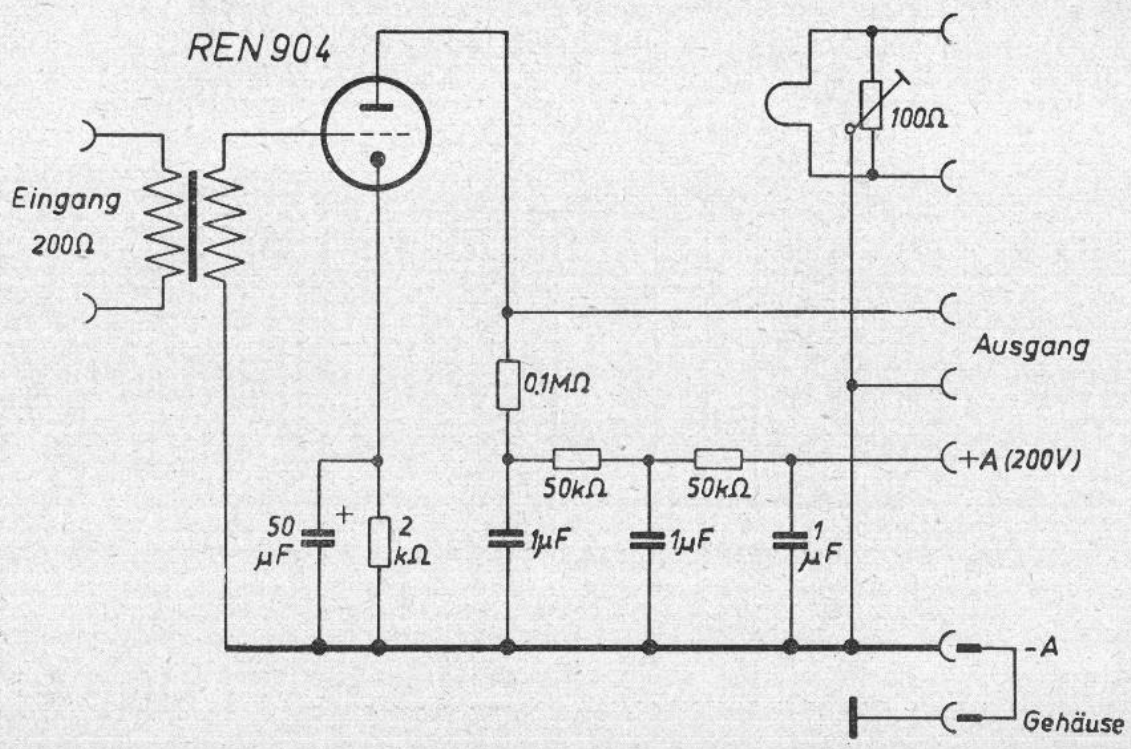 REN 904
100Ω
Eingang
200Ω
Ausgang
0,1MΩ
+A (200V)
50kΩ
50kΩ
50
μF
+
2
kΩ
1μF
1μF
1
μF
-A
Gehäuse